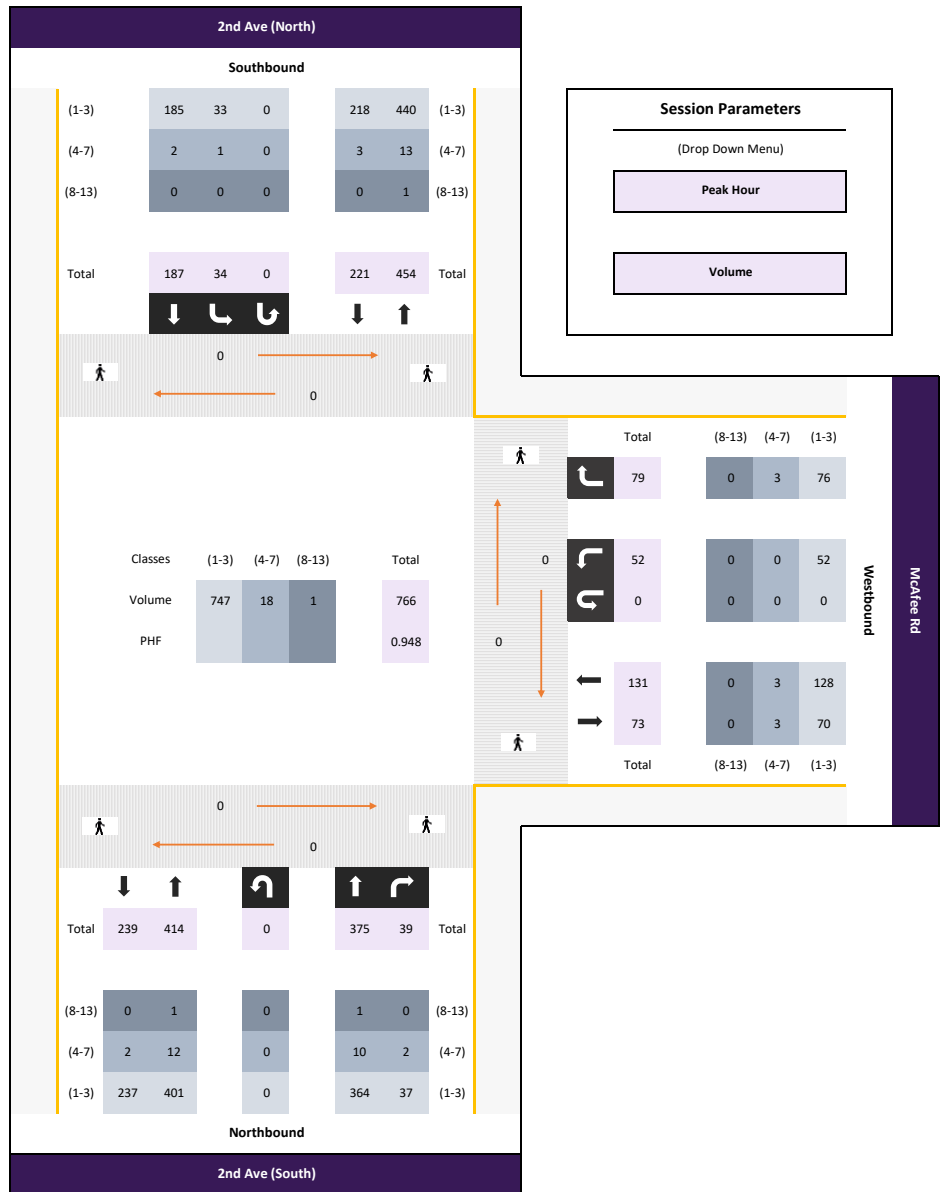 2nd Ave (North)
Southbound
(1-3) 185 33 0 218 440 (1-3)
(4-7) 2 1 0 3 13 (4-7)
(8-13) 0 0 0 0 1 (8-13)
Total 187 34 0 221 454 Total
0
0
Session Parameters
(Drop Down Menu)
Peak Hour
Volume
Total (8-13) (4-7) (1-3)
79 0 3 76
0 52 0 0 52
0 0 0 0
0
131 0 3 128
73 0 3 70
Total (8-13) (4-7) (1-3)
Westbound
McAfee Rd
Classes (1-3) (4-7) (8-13) Total
Volume 747 18 1 766
PHF 0.948
0
0
Total 239 414 0 375 39 Total
(8-13) 0 1 0 1 0 (8-13)
(4-7) 2 12 0 10 2 (4-7)
(1-3) 237 401 0 364 37 (1-3)
Northbound
2nd Ave (South)